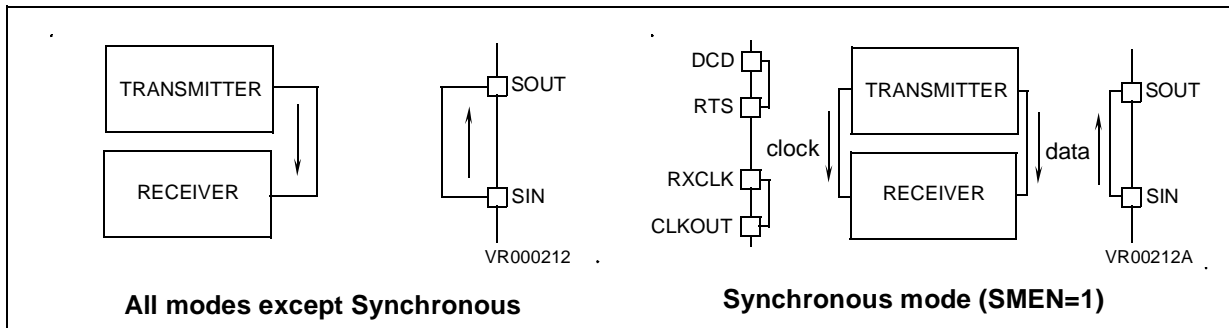 TRANSMITTER
RECEIVER
SOUT
SIN
VR000212
All modes except Synchronous
DCD
RTS
RXCLK
CLKOUT
clock
TRANSMITTER
RECEIVER
data
SOUT
SIN
VR00212A
Synchronous mode (SMEN=1)